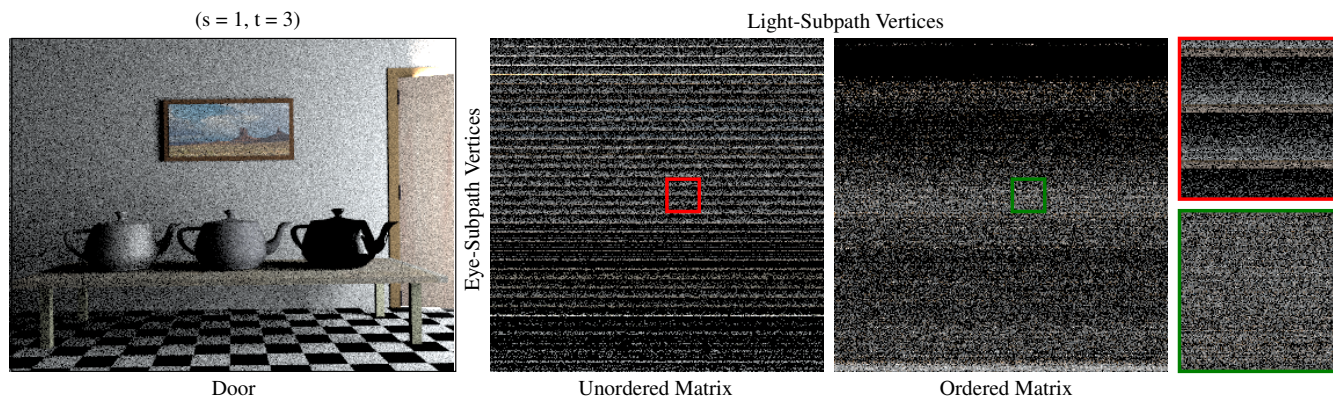 (s = 1, t = 3)
Light-Subpath Vertices
Eye-Subpath Vertices
Door
Unordered Matrix
Ordered Matrix